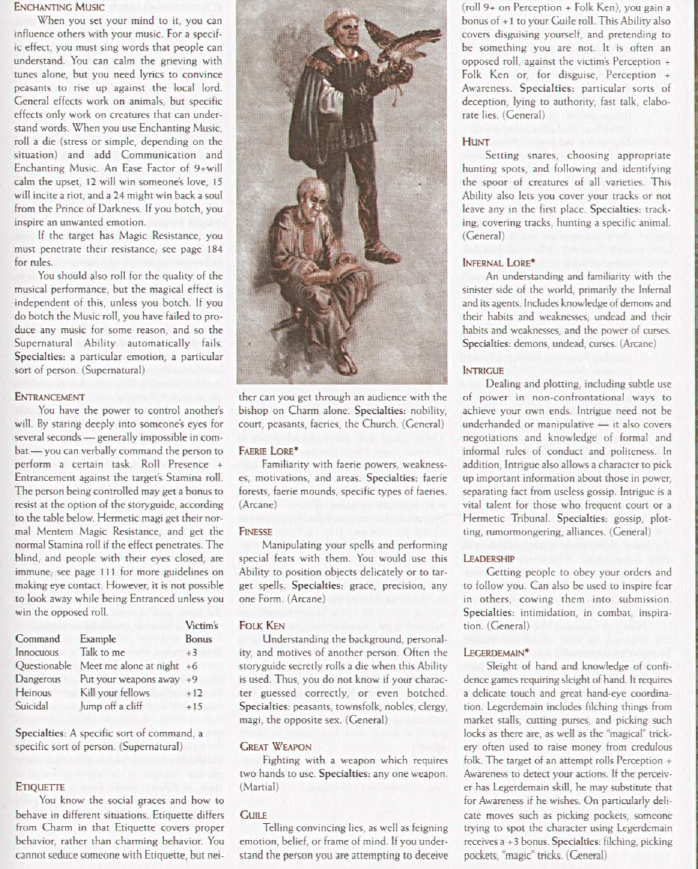 ENCHANTING MUSIC
When you set your mind to it, you can
influence others with your music. For a specif-
ic effect, you must sing words that people can
understand. You can calm the grieving with
tunes alone, but you need lyrics to convince
peasants to rise up against the local lord.
General effects work on animals, but specific
effects only work on creatures that can under-
stand words. When you use Enchanting Music,
roll a die (stress or simple, depending on the
situation) and add Communication and
Enchanting Music. An Ease Factor of 9+will
calm the upset, 12 will win someone's love, 15
will incite a riot, and a 24 might win back a soul
from the Prince of Darkness. If you botch, you
inspire an unwanted emotion.
If the target has Magic Resistance, you
must penetrate their resistance; see page 184
for rules.
You should also roll for the quality of the
musical performance, but the magical effect is
independent of this, unless you botch. If you
do botch the Music roll, you have failed to pro-
duce any music for some reason, and so the
Supernatural Ability automatically fails.
Specialties: a particular emotion, a particular
sort of person. (Supernatural)
ENTRANCEMENT
You have the power to control another's
will. By staring deeply into someone's eyes for
several seconds — generally impossible in com-
bat — you can verbally command the person to
perform a certain task. Roll Presence +
Entrancement against the target's Stamina roll.
The person being controlled may get a bonus to
resist at the option of the storyguide, according
to the table below. Hermetic magi get their nor-
mal Mentem Magic Resistance, and get the
normal Stamina roll if the effect penetrates. The
blind, and people with their eyes closed, are
immune; see page 111 for more guidelines on
making eye contact. However, it is not possible
to look away while being Entranced unless you
win the opposed roll.
Victim's
Command Example Bonus
Innocuous Talk to me +3
Questionable Meet me alone at night +6
Dangerous Put your weapons away +9
Heinous Kill your fellows +12
Suicidal Jump off a cliff +15
Specialties: A specific sort of command, a
specific sort of person. (Supernatural)
ETIQUETTE
You know the social graces and how to
behave in different situations. Etiquette differs
from Charm in that Etiquette covers proper
behavior, rather than charming behavior. You
cannot seduce someone with Etiquette, but nei-
ther can you get through an audience with the
bishop on Charm alone. Specialties: nobility,
court, peasants, faeries, the Church. (General)
FAERIE LORE*
Familiarity with faerie powers, weakness-
es, motivations, and areas. Specialties: faerie
forests, faerie mounds, specific types of faeries.
(Arcane)
FINESSE
Manipulating your spells and performing
special feats with them. You would use this
Ability to position objects delicately or to tar-
get spells. Specialties: grace, precision, any
one Form. (Arcane)
FOLK KEN
Understanding the background, personal-
ity, and motives of another person. Often the
storyguide secretly rolls a die when this Ability
is used. Thus, you do not know if your charac-
ter guessed correctly, or even botched.
Specialties: peasants, townsfolk, nobles, clergy,
magi, the opposite sex. (General)
GREAT WEAPON
Fighting with a weapon which requires
two hands to use. Specialties: any one weapon.
(Martial)
GUILE
Telling convincing lies, as well as feigning
emotion, belief, or frame of mind. If you under-
stand the person you are attempting to deceive
(roll 9+ on Perception + Folk Ken), you gain a
bonus of +1 to your Guile roll. This Ability also
covers disguising yourself, and pretending to
be something you are not. It is often an
opposed roll, against the victim's Perception +
Folk Ken or, for disguise, Perception +
Awareness. Specialties: particular sorts of
deception, lying to authority, fast talk, elabo-
rate lies. (General)
HUNT
Setting snares, choosing appropriate
hunting spots, and following and identifying
the spoor of creatures of all varieties. This
Ability also lets you cover your tracks or not
leave any in the first place. Specialties: track-
ing, covering tracks, hunting a specific animal.
(General)
INFERNAL LORE*
An understanding and familiarity with the
sinister side of the world, primarily the Infernal
and its agents. Includes knowledge of demons and
their habits and weaknesses, undead and their
habits and weaknesses, and the power of curses.
Specialties: demons, undead, curses. (Arcane)
INTRIGUE
Dealing and plotting, including subtle use
of power in non-confrontational ways to
achieve your own ends. Intrigue need not be
underhanded or manipulative — it also covers
negotiations and knowledge of formal and
informal rules of conduct and politeness. In
addition, Intrigue also allows a character to pick
up important information about those in power,
separating fact from useless gossip. Intrigue is a
vital talent for those who frequent court or a
Hermetic Tribunal. Specialties: gossip, plot-
ting, rumormongering, alliances. (General)
LEADERSHIP
Getting people to obey your orders and
to follow you. Can also be used to inspire fear
in others, cowing them into submission.
Specialties: intimidation, in combat, inspira-
tion. (General)
LEGERDEMAIN*
Sleight of hand and knowledge of confi-
dence games requiring sleight of hand. It requires
a delicate touch and great hand-eye coordina-
tion. Legerdemain includes filching things from
market stalls, cutting purses, and picking such
locks as there are, as well as the "magical" trick-
ery often used to raise money from credulous
folk. The target of an attempt rolls Perception +
Awareness to detect your actions. If the perceiv-
er has Legerdemain skill, he may substitute that
for Awareness if he wishes. On particularly deli-
cate moves such as picking pockets, someone
trying to spot the character using Legerdemain
receives a +3 bonus. Specialties: filching, picking
pockets, "magic" tricks. (General)